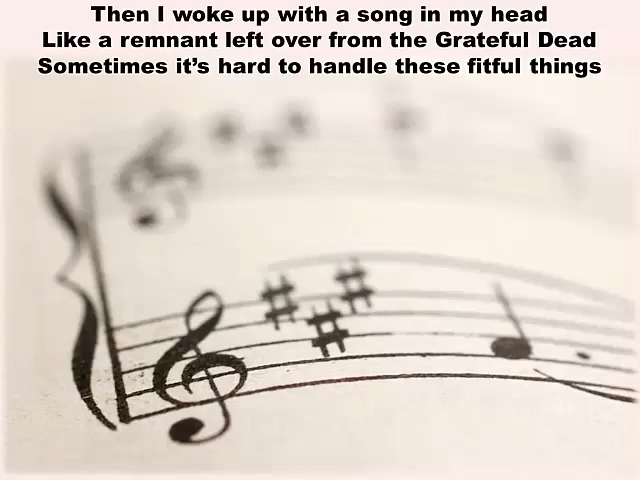 Then I woke up with a song in my head
Like a remnant left over from the Grateful Dead
Sometimes it’s hard to handle these fitful things